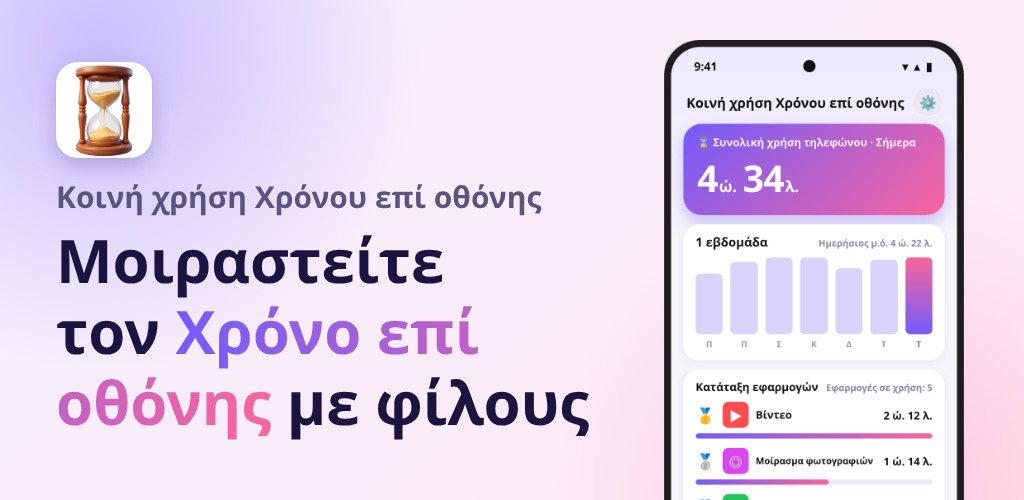 Κοινή χρήση Χρόνου επί οθόνης
Μοιραστείτε
τον Χρόνο επί
οθόνης με φίλους
9:41
Κοινή χρήση Χρόνου επί οθόνης
Συνολική χρήση τηλεφώνου · Σήμερα
4ώ. 34λ.
1 εβδομάδα Ημερήσιος μ.ό. 4 ώ. 22 λ.
Π Π Σ Κ Δ Τ Τ
Κατάταξη εφαρμογών Εφαρμογές σε χρήση: 5
Βίντεο 2 ώ. 12 λ.
Μοίρασμα φωτογραφιών 1 ώ. 14 λ.